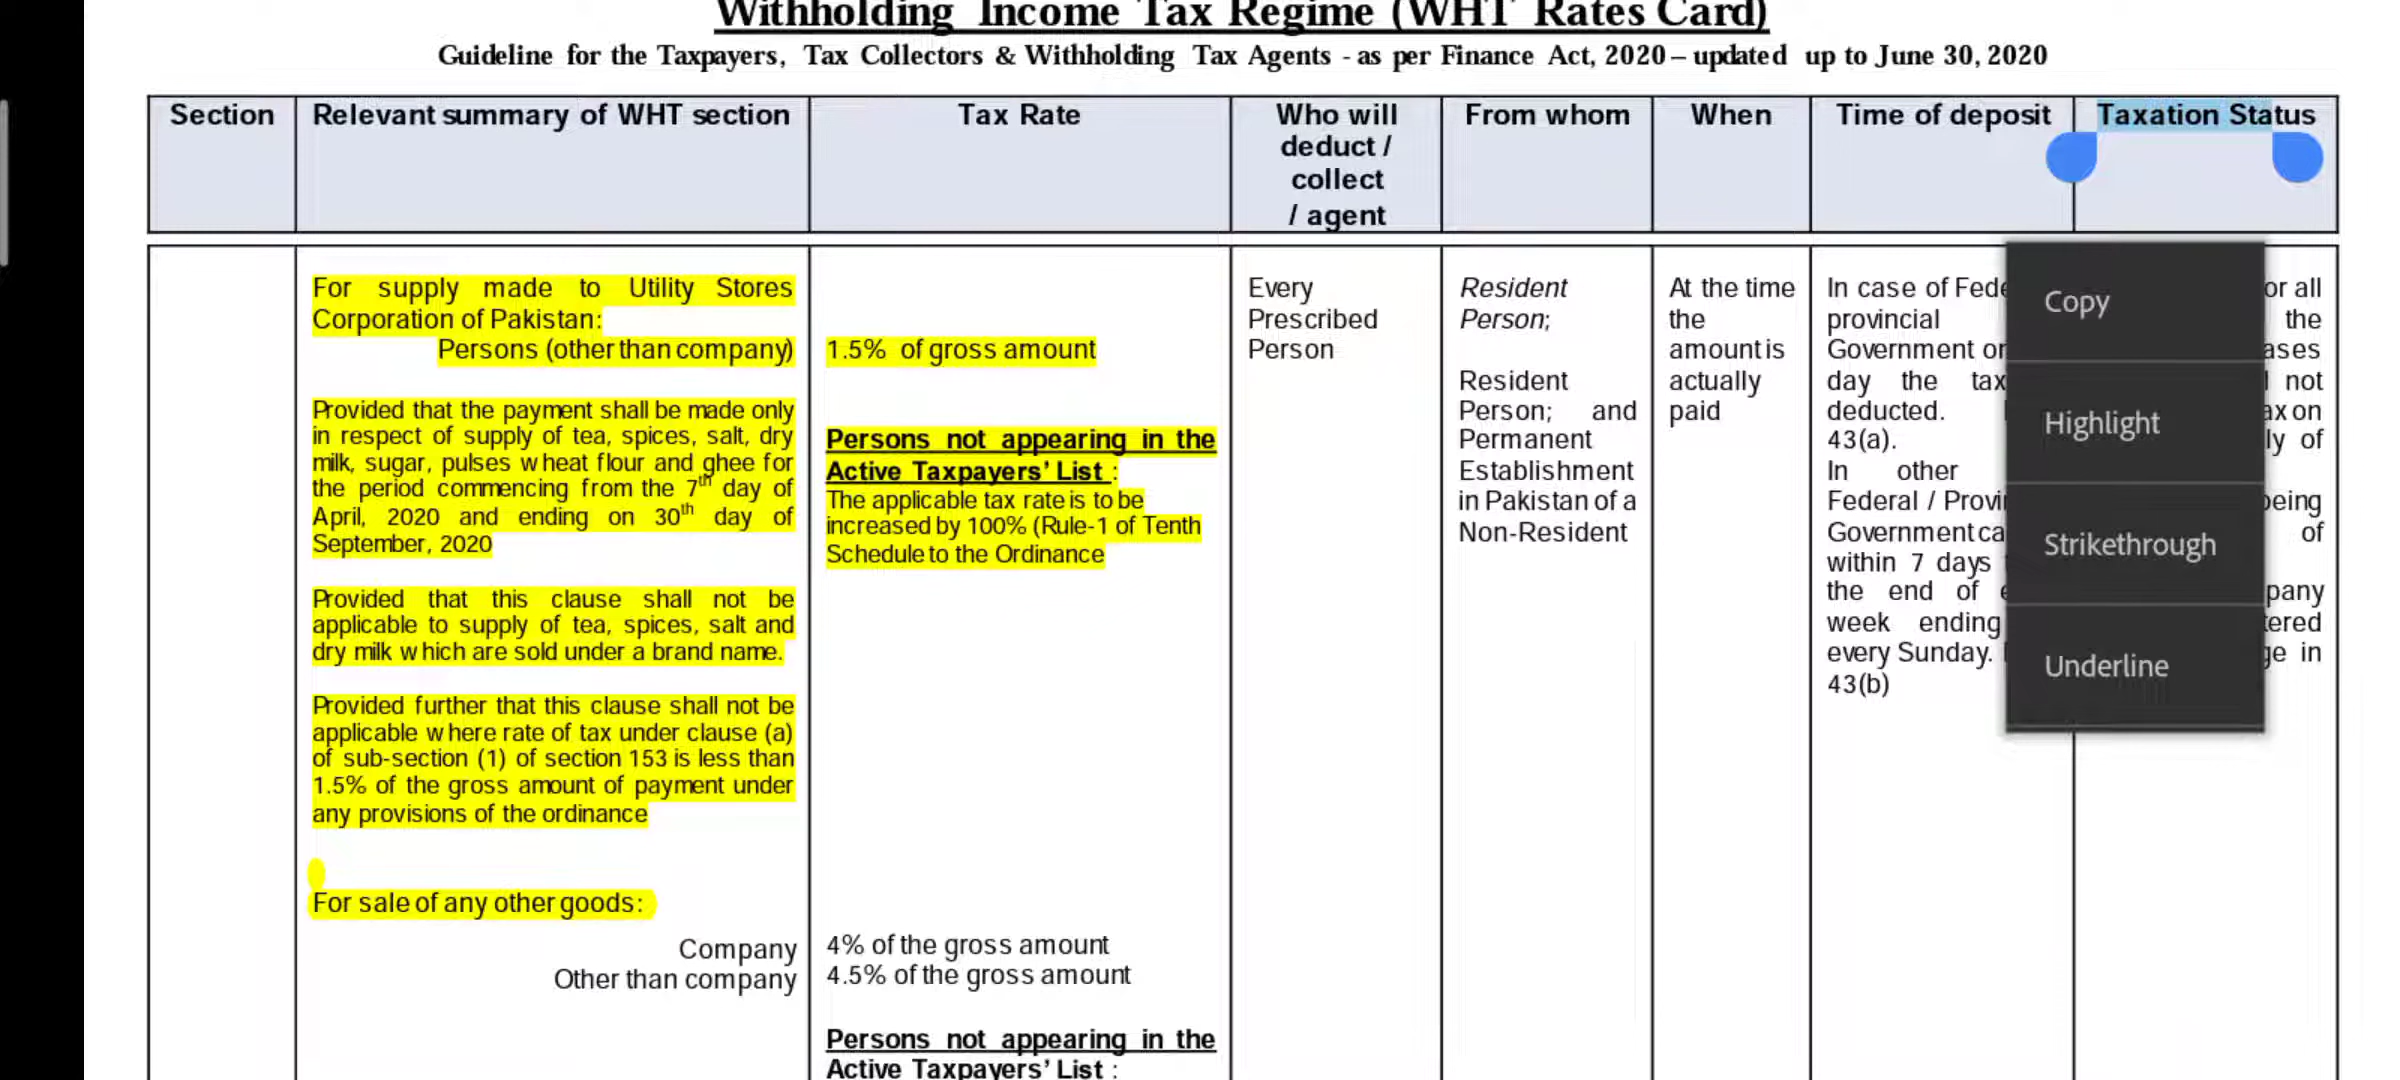 Withholding Income Tax Regime (WHT Rates Card)
Guideline for the Taxpayers, Tax Collectors & Withholding Tax Agents - as per Finance Act, 2020 – updated up to June 30, 2020
Section
Relevant summary of WHT section
Tax Rate
Who will
deduct /
collect
/ agent
From whom
When
Time of deposit
Taxation Status
For supply made to Utility Stores
Corporation of Pakistan:
Persons (other than company)
Provided that the payment shall be made only
in respect of supply of tea, spices, salt, dry
milk, sugar, pulses wheat flour and ghee for
the period commencing from the 7th day of
April, 2020 and ending on 30th day of
September, 2020
Provided that this clause shall not be
applicable to supply of tea, spices, salt and
dry milk which are sold under a brand name.
Provided further that this clause shall not be
applicable where rate of tax under clause (a)
of sub-section (1) of section 153 is less than
1.5% of the gross amount of payment under
any provisions of the ordinance
For sale of any other goods:
Company
Other than company
1.5% of gross amount
Persons not appearing in the
Active Taxpayers' List :
The applicable tax rate is to be
increased by 100% (Rule-1 of Tenth
Schedule to the Ordinance
4% of the gross amount
4.5% of the gross amount
Persons not appearing in the
Active Taxpayers' List :
Every
Prescribed
Person
Resident
Person;
Resident
Person; and
Permanent
Establishment
in Pakistan of a
Non-Resident
At the time
the
amount is
actually
paid
In case of
provincial
Government or
day the tax
deducted.
43(a).
In other
Federal /
Government
within 7 days
the end of
week ending
every Sunday.
43(b)
or all
the
not
on
of
of
in
Copy
Highlight
Strikethrough
Underline